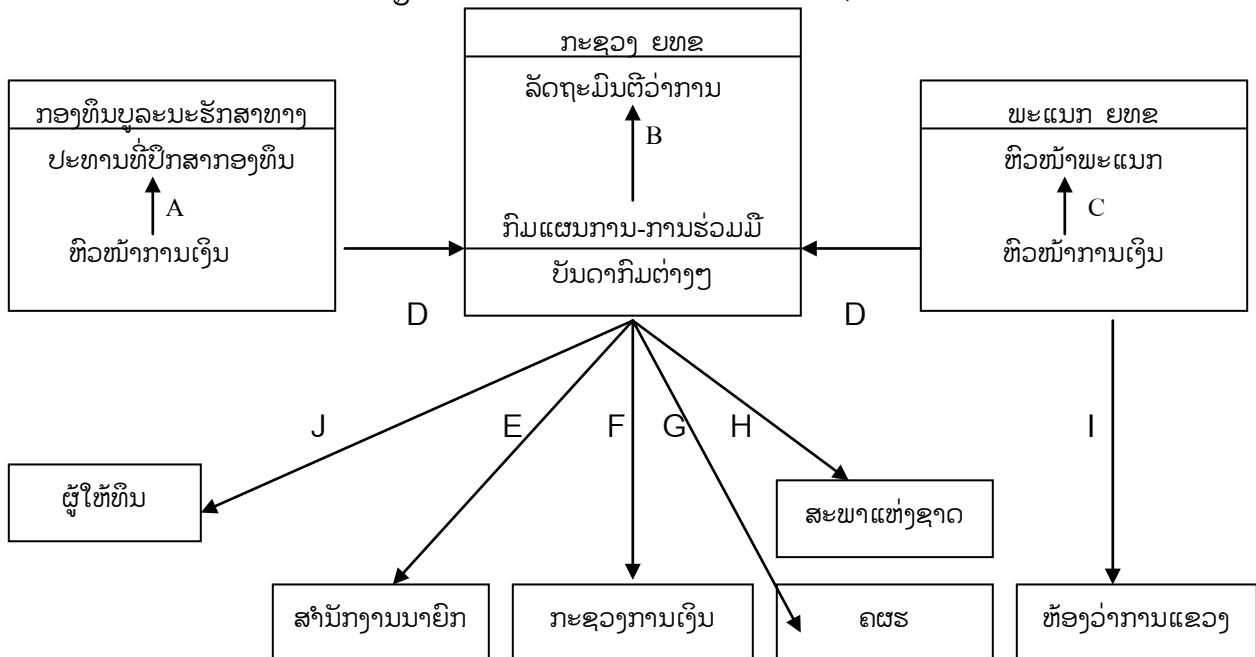 ກະຊວງ ຍທຂ
ລັດຖະມົນຕີວ່າການ
B
ກົມແຜນການ-ການຮ່ວມມື
ບັນດາກົມຕ່າງໆ
ກອງທຶນບູລະນະຮັກສາທາງ
ປະທານທີ່ປຶກສາກອງທຶນ
A
ຫົວໜ້າການເງິນ
ພະແນກ ຍທຂ
ຫົວໜ້າພະແນກ
C
ຫົວໜ້າການເງິນ
D
D
J
E
F
G
H
I
ຜູ້ໃຫ້ທຶນ
ສະພາແຫ່ງຊາດ
ສຳນັກງານນາຍົກ
ກະຊວງການເງິນ
ຄຜຮ
ຫ້ອງວ່າການແຂວງ